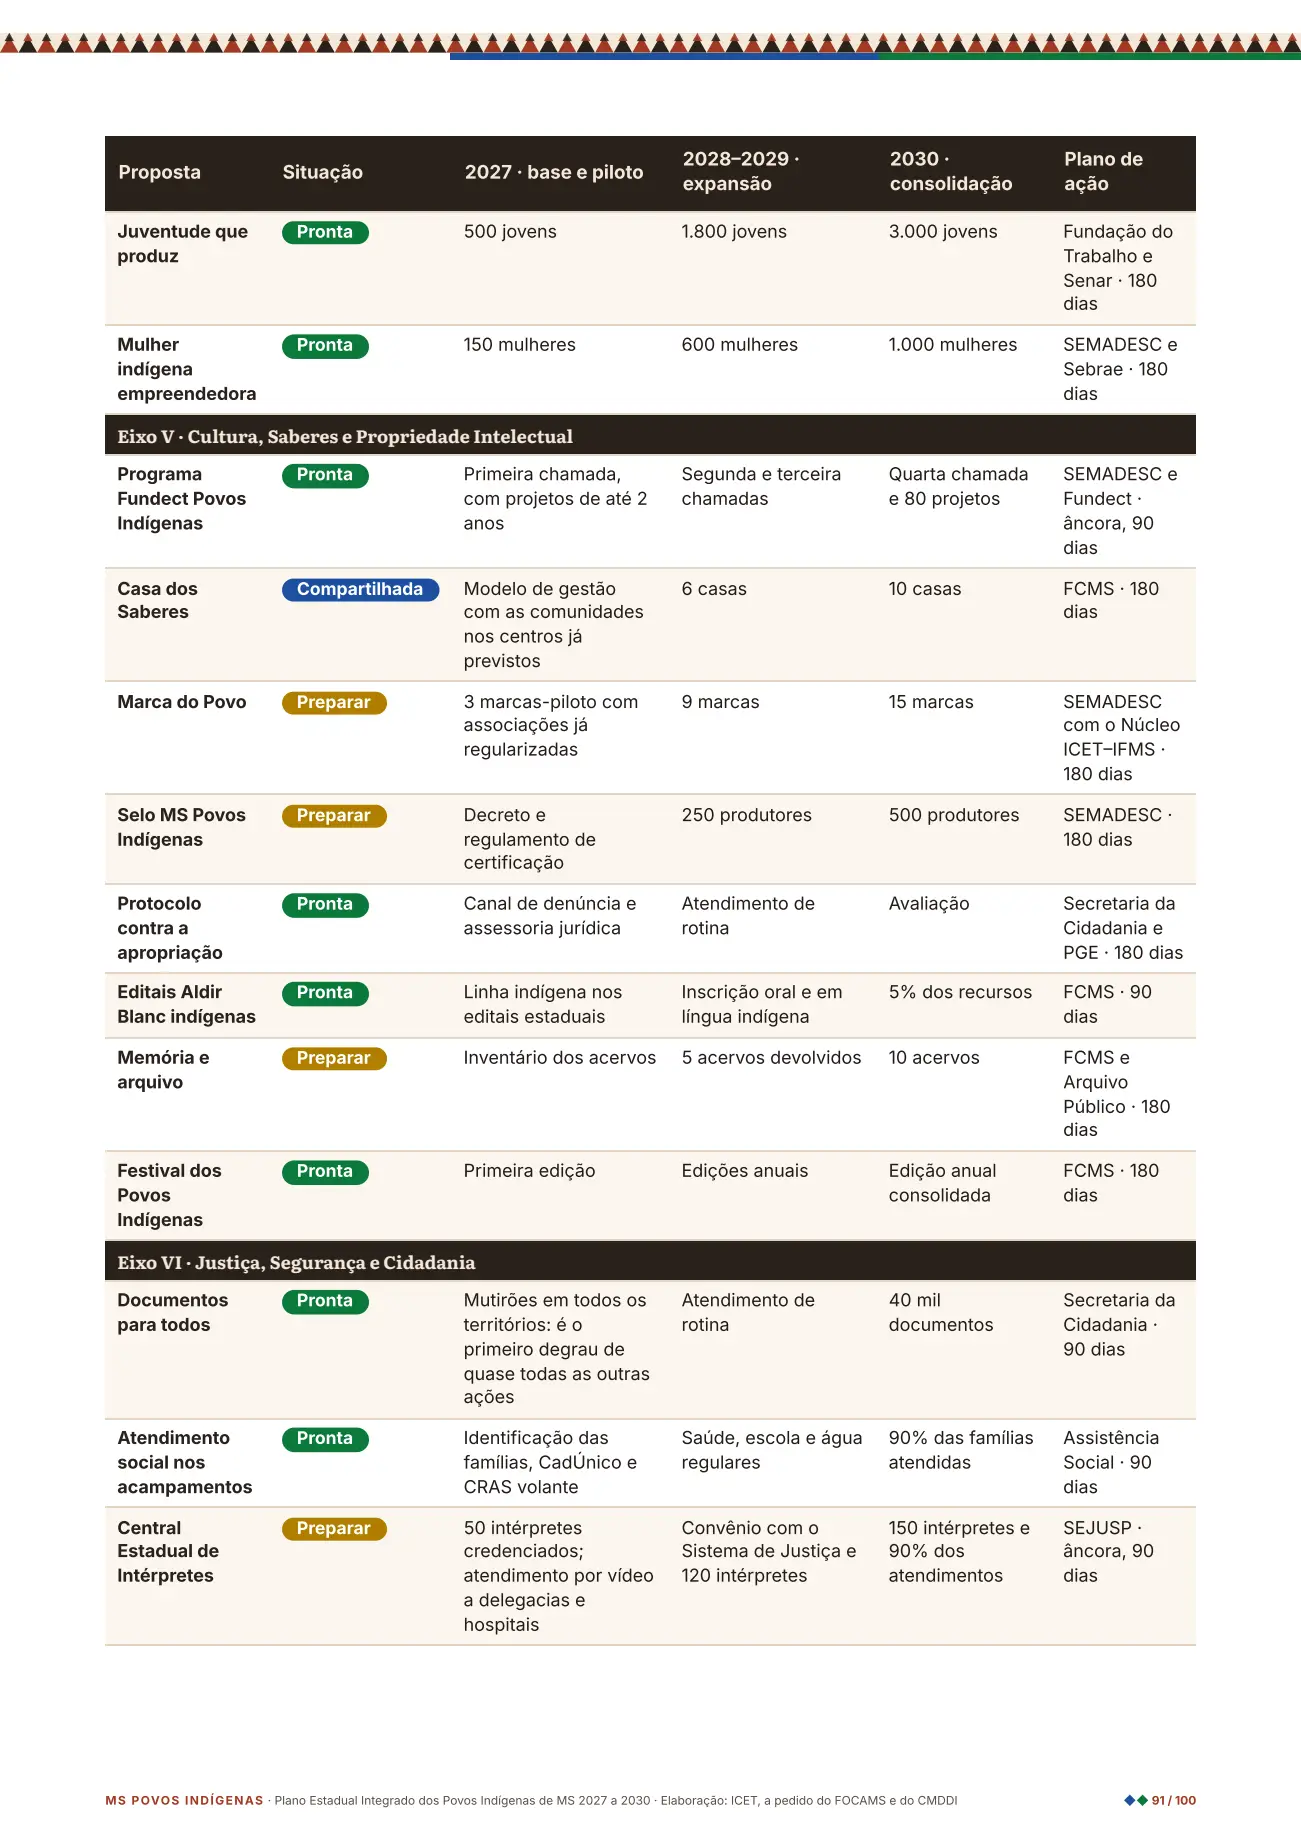 Proposta Situação 2027 · base e piloto 2028–2029 · expansão 2030 · consolidação Plano de ação
Juventude que produz Pronta 500 jovens 1.800 jovens 3.000 jovens Fundação do Trabalho e Senar · 180 dias
Mulher indígena empreendedora Pronta 150 mulheres 600 mulheres 1.000 mulheres SEMADESC e Sebrae · 180 dias
Eixo V · Cultura, Saberes e Propriedade Intelectual
Programa Fundect Povos Indígenas Pronta Primeira chamada, com projetos de até 2 anos Segunda e terceira chamadas Quarta chamada e 80 projetos SEMADESC e Fundect · âncora, 90 dias
Casa dos Saberes Compartilhada Modelo de gestão com as comunidades nos centros já previstos 6 casas 10 casas FCMS · 180 dias
Marca do Povo Preparar 3 marcas-piloto com associações já regularizadas 9 marcas 15 marcas SEMADESC com o Núcleo ICET–IFMS · 180 dias
Selo MS Povos Indígenas Preparar Decreto e regulamento de certificação 250 produtores 500 produtores SEMADESC · 180 dias
Protocolo contra a apropriação Pronta Canal de denúncia e assessoria jurídica Atendimento de rotina Avaliação Secretaria da Cidadania e PGE · 180 dias
Editais Aldir Blanc indígenas Pronta Linha indígena nos editais estaduais Inscrição oral e em língua indígena 5% dos recursos FCMS · 90 dias
Memória e arquivo Preparar Inventário dos acervos 5 acervos devolvidos 10 acervos FCMS e Arquivo Público · 180 dias
Festival dos Povos Indígenas Pronta Primeira edição Edições anuais Edição anual consolidada FCMS · 180 dias
Eixo VI · Justiça, Segurança e Cidadania
Documentos para todos Pronta Mutirões em todos os territórios: é o primeiro degrau de quase todas as outras ações Atendimento de rotina 40 mil documentos Secretaria da Cidadania · 90 dias
Atendimento social nos acampamentos Pronta Identificação das famílias, CadÚnico e CRAS volante Saúde, escola e água regulares 90% das famílias atendidas Assistência Social · 90 dias
Central Estadual de Intérpretes Preparar 50 intérpretes credenciados; atendimento por vídeo a delegacias e hospitais Convênio com o Sistema de Justiça e 120 intérpretes 150 intérpretes e 90% dos atendimentos SEJUSP · âncora, 90 dias
MS POVOS INDÍGENAS · Plano Estadual Integrado dos Povos Indígenas de MS 2027 a 2030 · Elaboração: ICET, a pedido do FOCAMS e do CMDDI 91 / 100